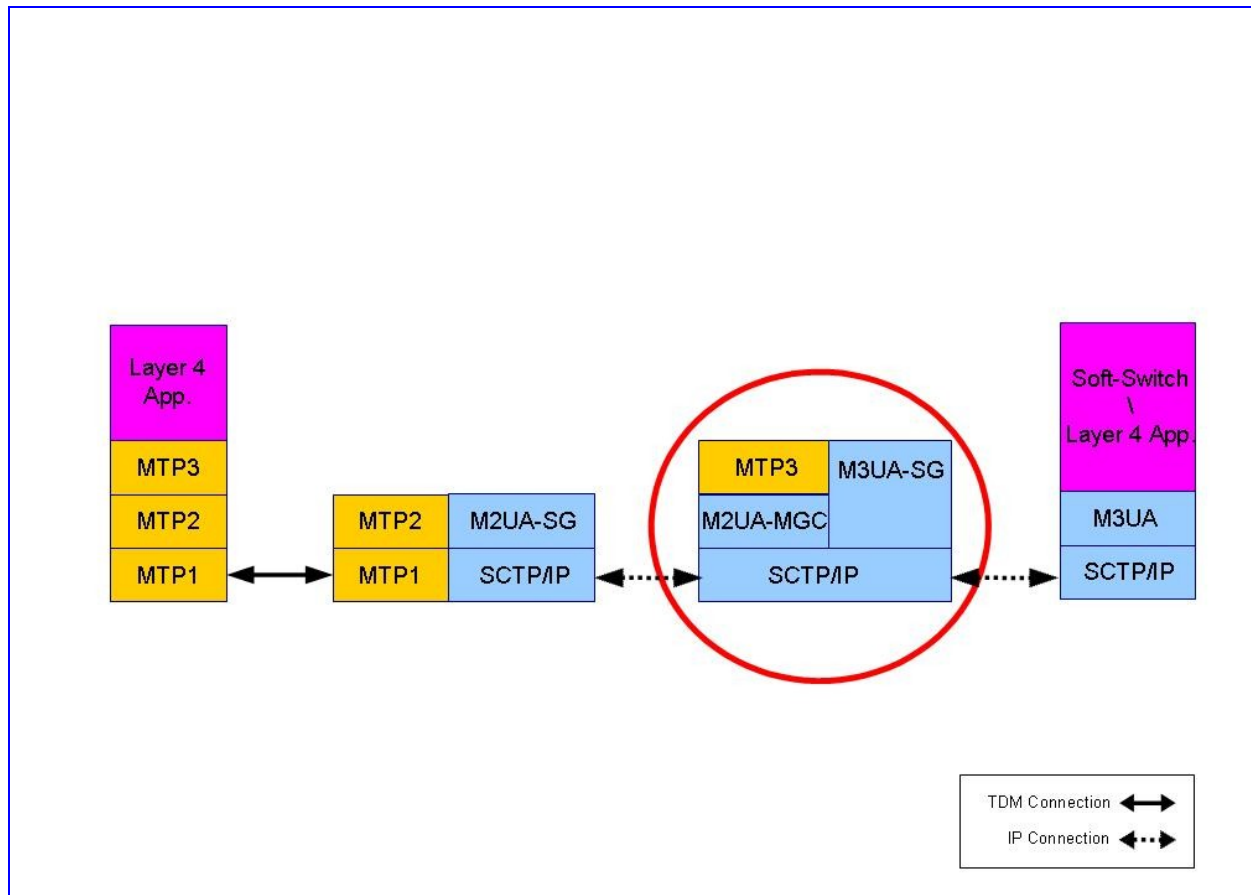 Layer 4
App.
MTP3
MTP2
MTP1
MTP2
M2UA-SG
MTP1
SCTP/IP
MTP3
M3UA-SG
M2UA-MGC
SCTP/IP
Soft-Switch
\
Layer 4 App.
M3UA
SCTP/IP
TDM Connection
IP Connection